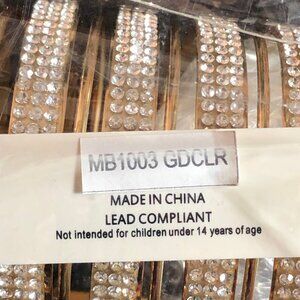 MB1003 GDCLR
MADE IN CHINA
LEAD COMPLIANT
Not intended for children under 14 years of age